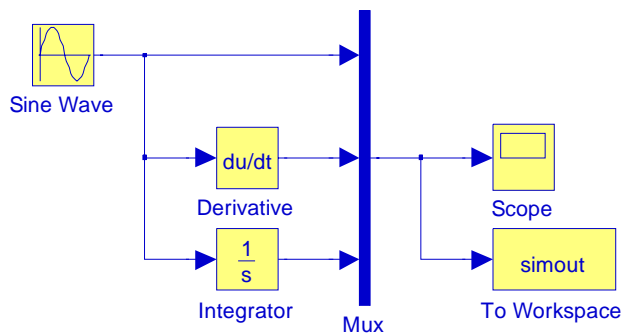 Sine Wave
du/dt
Derivative
1
s
Integrator
Mux
Scope
simout
To Workspace